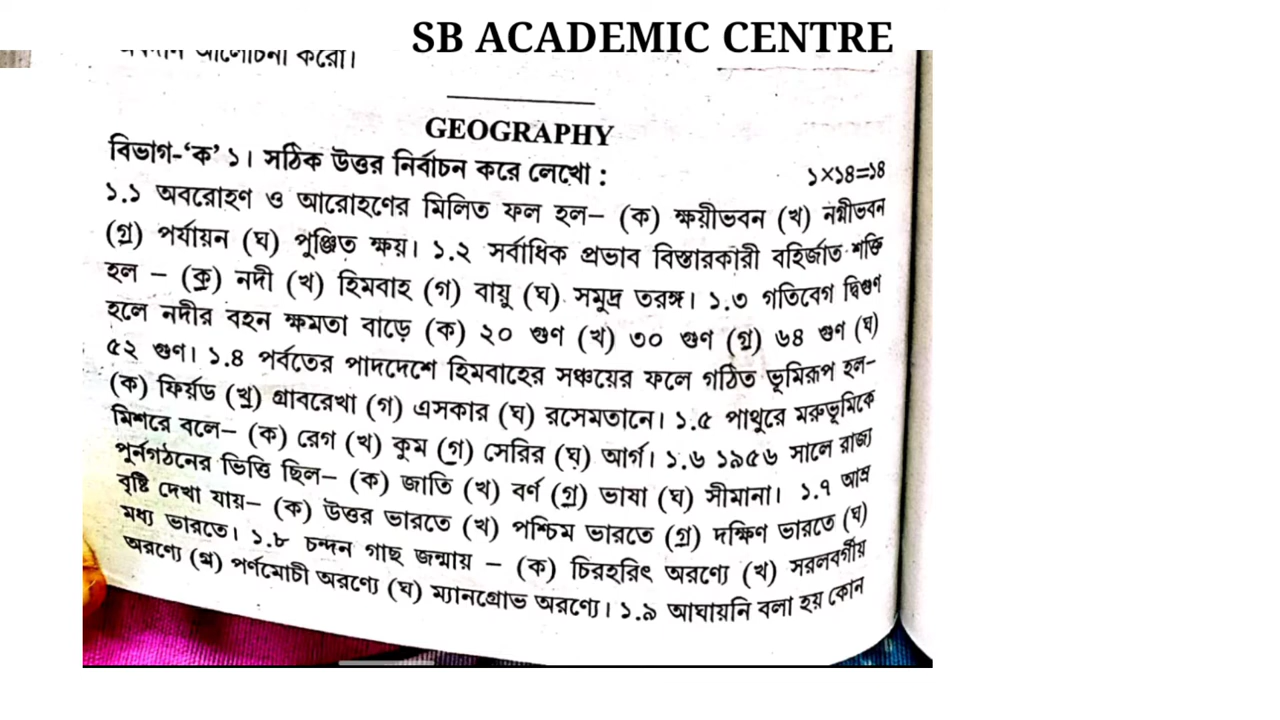 SB ACADEMIC CENTRE
আলোচনা করো।
GEOGRAPHY
বিভাগ-‘ক’ ১। সঠিক উত্তর নির্বাচন করে লেখো : ১×১৪=১৪
১.১ অবরোহণ ও আরোহণের মিলিত ফল হল– (ক) ক্ষয়ীভবন (খ) নগ্নীভবন
(গ) পর্যায়ন (ঘ) পুঞ্জিত ক্ষয়। ১.২ সর্বাধিক প্রভাব বিস্তারকারী বহির্জাত শক্তি
হল – (ক) নদী (খ) হিমবাহ (গ) বায়ু (ঘ) সমুদ্র তরঙ্গ। ১.৩ গতিবেগ দ্বিগুণ
হলে নদীর বহন ক্ষমতা বাড়ে (ক) ২০ গুণ (খ) ৩০ গুণ (গ) ৬৪ গুণ (ঘ)
৫২ গুণ। ১.৪ পর্বতের পাদদেশে হিমবাহের সঞ্চয়ের ফলে গঠিত ভূমিরূপ হল–
(ক) ফিয়র্ড (খ) গ্রাবরেখা (গ) এসকার (ঘ) রসেমতানে। ১.৫ পাথুরে মরুভূমিকে
মিশরে বলে– (ক) রেগ (খ) কুম (গ) সেরির (ঘ) আর্গ। ১.৬ ১৯৫৬ সালে রাজ্য
পুর্নগঠনের ভিত্তি ছিল– (ক) জাতি (খ) বর্ণ (গ) ভাষা (ঘ) সীমানা। ১.৭ আম্র
বৃষ্টি দেখা যায়– (ক) উত্তর ভারতে (খ) পশ্চিম ভারতে (গ) দক্ষিণ ভারতে (ঘ)
মধ্য ভারতে। ১.৮ চন্দন গাছ জন্মায় – (ক) চিরহরিৎ অরণ্যে (খ) সরলবর্গীয়
অরণ্যে (গ) পর্ণমোচী অরণ্যে (ঘ) ম্যানগ্রোভ অরণ্যে। ১.৯ আঘায়নি বলা হয় কোন